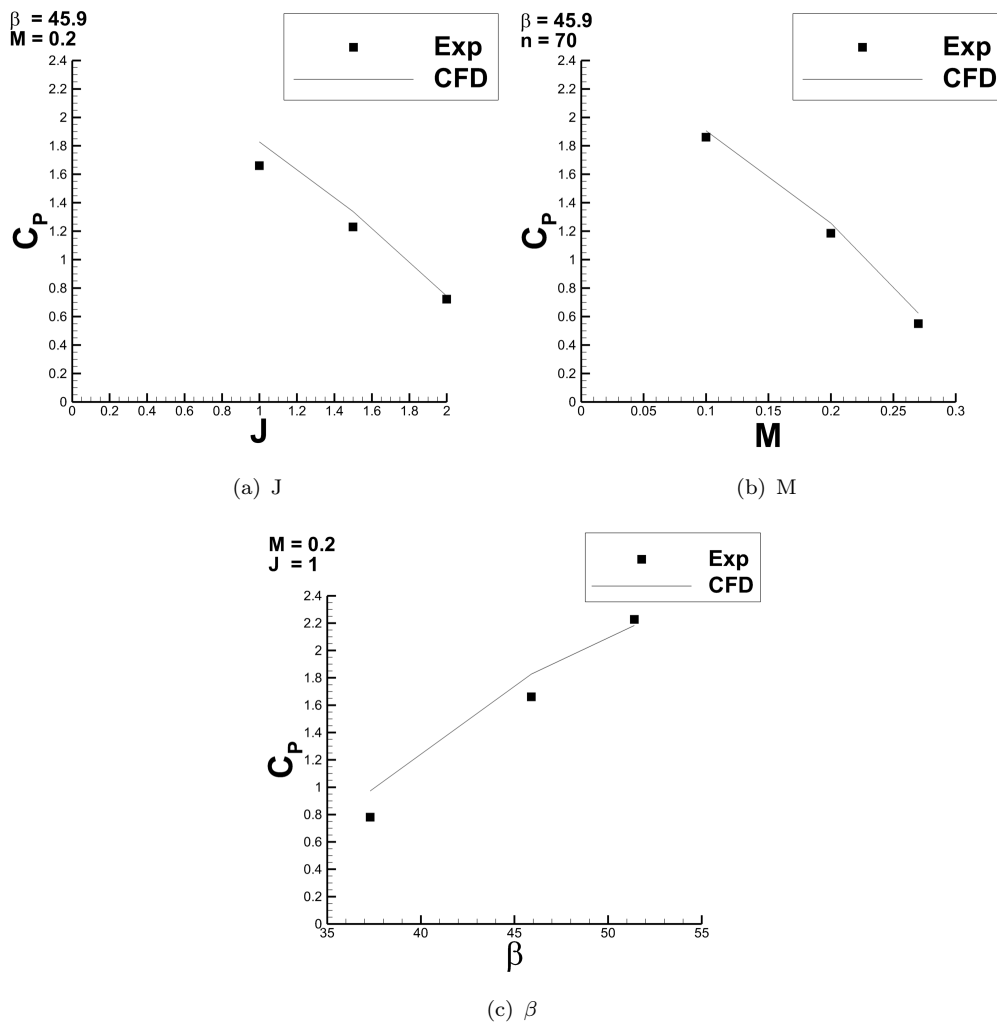 β = 45.9
M = 0.2
Exp
CFD
2.4
2.2
2
1.8
1.6
1.4
1.2
1
0.8
0.6
0.4
0.2
0
C_P
0 0.2 0.4 0.6 0.8 1 1.2 1.4 1.6 1.8 2
J
(a) J
β = 45.9
n = 70
Exp
CFD
2.4
2.2
2
1.8
1.6
1.4
1.2
1
0.8
0.6
0.4
0.2
0
C_P
0 0.05 0.1 0.15 0.2 0.25 0.3
M
(b) M
M = 0.2
J = 1
Exp
CFD
2.4
2.2
2
1.8
1.6
1.4
1.2
1
0.8
0.6
0.4
0.2
0
C_P
35 40 45 50 55
β
(c) β